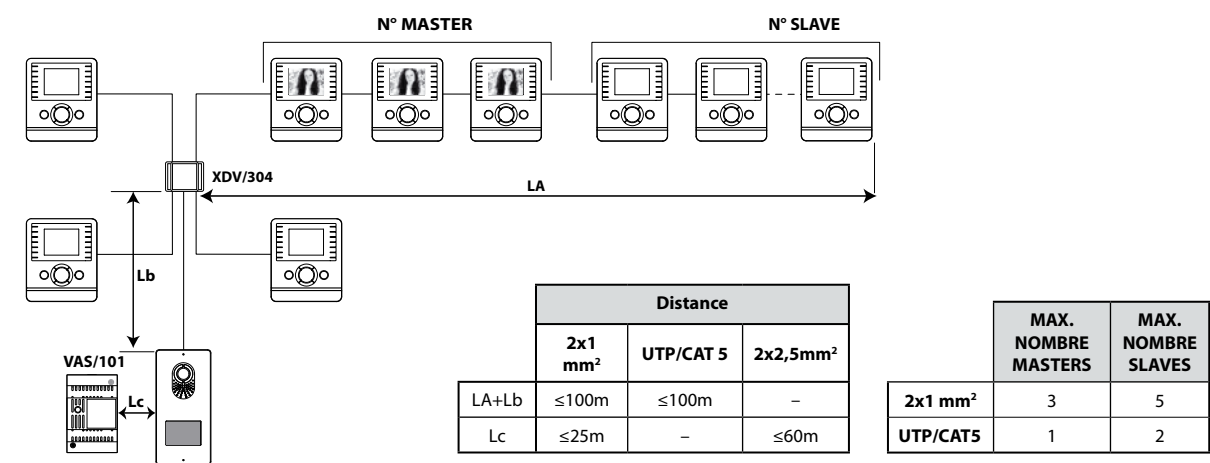 N° MASTER
N° SLAVE
XDV/304
LA
Lb
VAS/101
Lc
Distance
2x1 mm²
UTP/CAT 5
2x2,5mm²
LA+Lb ≤100m ≤100m –
Lc ≤25m – ≤60m
MAX. NOMBRE MASTERS
MAX. NOMBRE SLAVES
2x1 mm² 3 5
UTP/CAT5 1 2